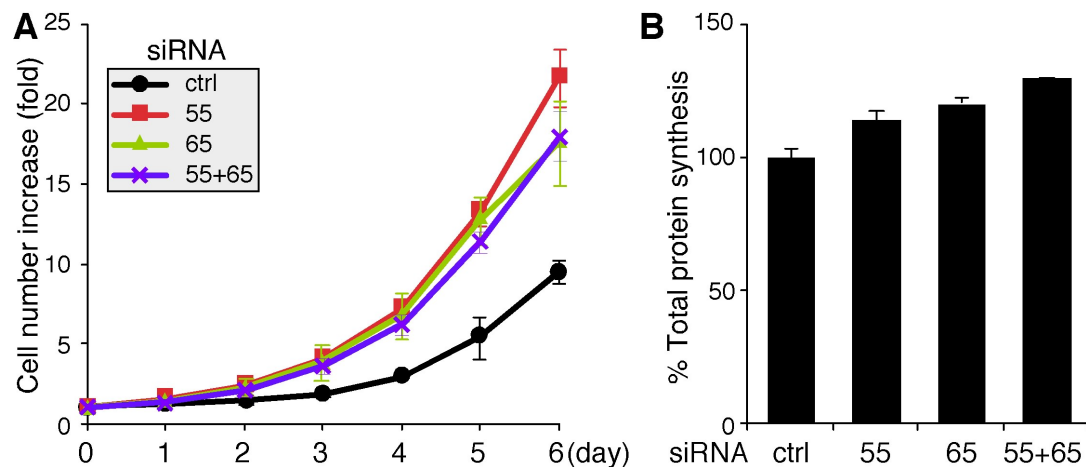 A
Cell number increase (fold)
25
20
15
10
5
0
siRNA
ctrl
55
65
55+65
0 1 2 3 4 5 6 (day)
B
% Total protein synthesis
150
100
50
0
siRNA ctrl 55 65 55+65